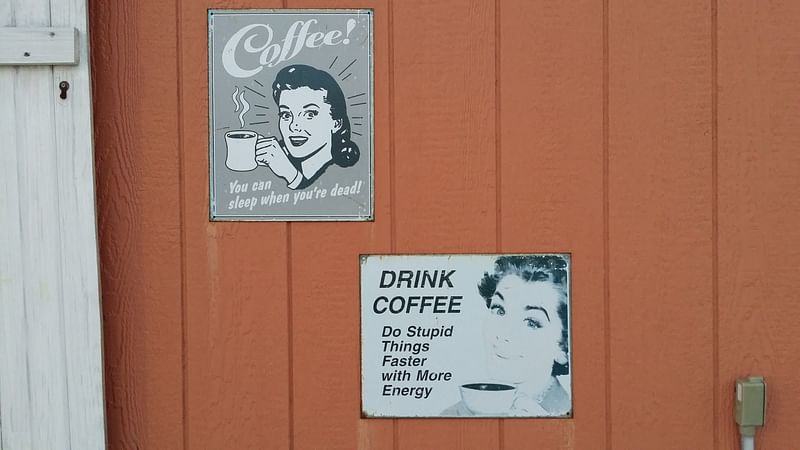 Coffee!
You can
sleep when you're dead!
DRINK
COFFEE
Do Stupid
Things
Faster
with More
Energy